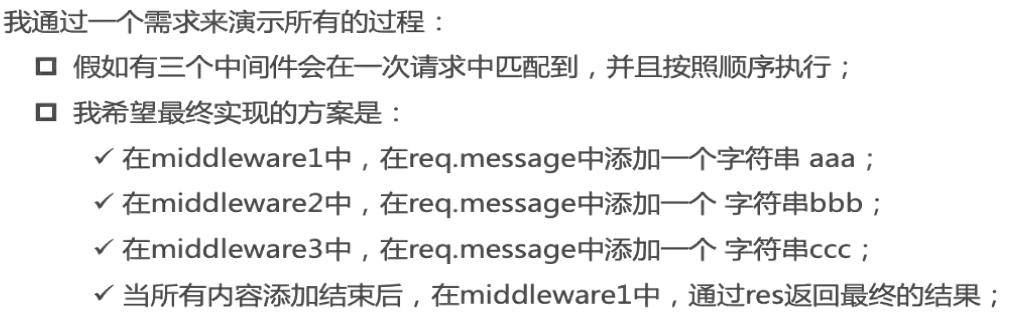 我通过一个需求来演示所有的过程：
假如有三个中间件会在一次请求中匹配到，并且按照顺序执行；
我希望最终实现的方案是：
在middleware1中，在req.message中添加一个字符串 aaa；
在middleware2中，在req.message中添加一个 字符串bbb；
在middleware3中，在req.message中添加一个 字符串ccc；
当所有内容添加结束后，在middleware1中，通过res返回最终的结果；